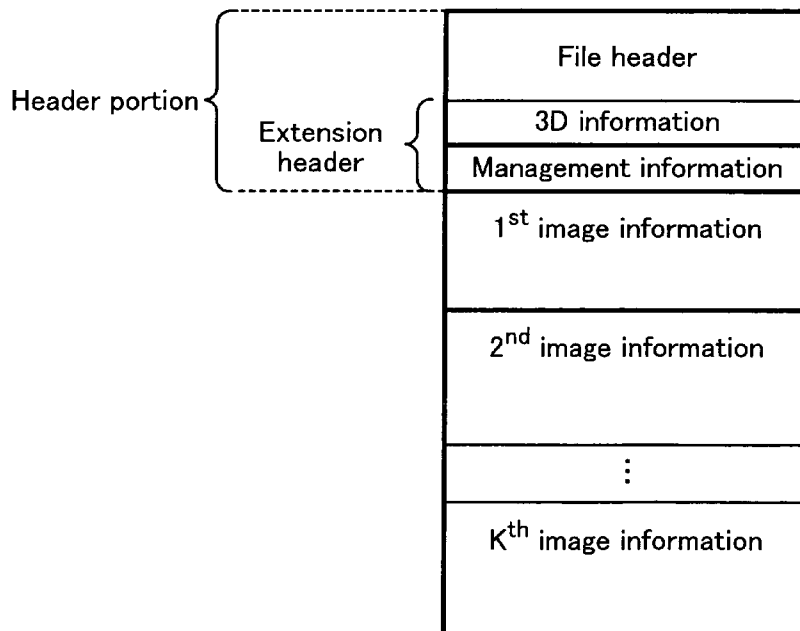 File header
Header portion
Extension
header
3D information
Management information
1st image information
2nd image information
⋮
Kth image information